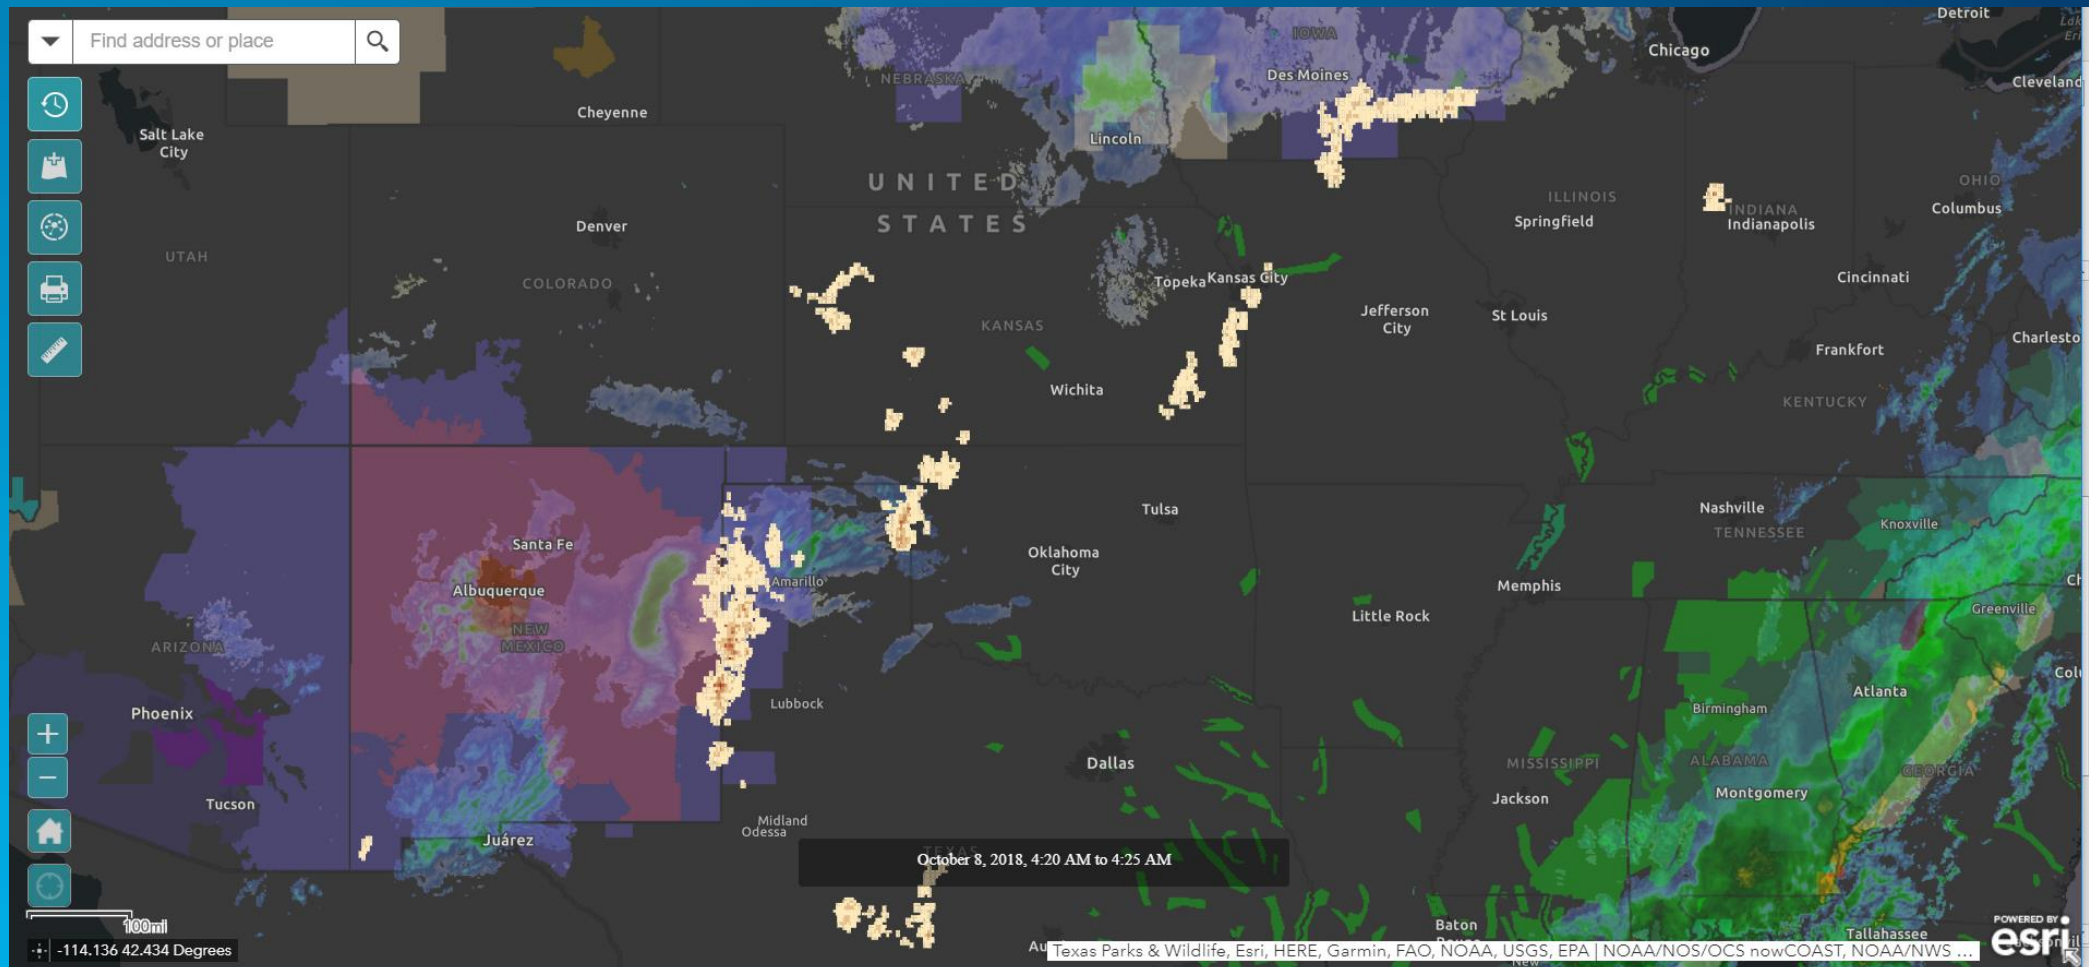 Find address or place
Detroit
Chicago
Cleveland
IOWA
Des Moines
NEBRASKA
Cheyenne
Salt Lake
City
Lincoln
UNITED
STATES
OHIO
Columbus
ILLINOIS
Springfield
INDIANA
Indianapolis
Denver
UTAH
COLORADO
Topeka
Kansas City
Cincinnati
KANSAS
Jefferson
City
St Louis
Charlesto
Frankfort
Wichita
KENTUCKY
Tulsa
Nashville
TENNESSEE
Knoxville
Santa Fe
Oklahoma
City
Amarillo
Albuquerque
Memphis
Little Rock
Greenville
NEW
MEXICO
ARIZONA
Atlanta
Phoenix
Lubbock
Birmingham
Dallas
MISSISSIPPI
ALABAMA
GEORGIA
Jackson
Montgomery
Tucson
Midland
Odessa
Juárez
TEXAS
October 8, 2018, 4:20 AM to 4:25 AM
100mi
Baton
Tallahassee
POWERED BY
esri
-114.136 42.434 Degrees
Texas Parks & Wildlife, Esri, HERE, Garmin, FAO, NOAA, USGS, EPA | NOAA/NOS/OCS nowCOAST, NOAA/NWS ...